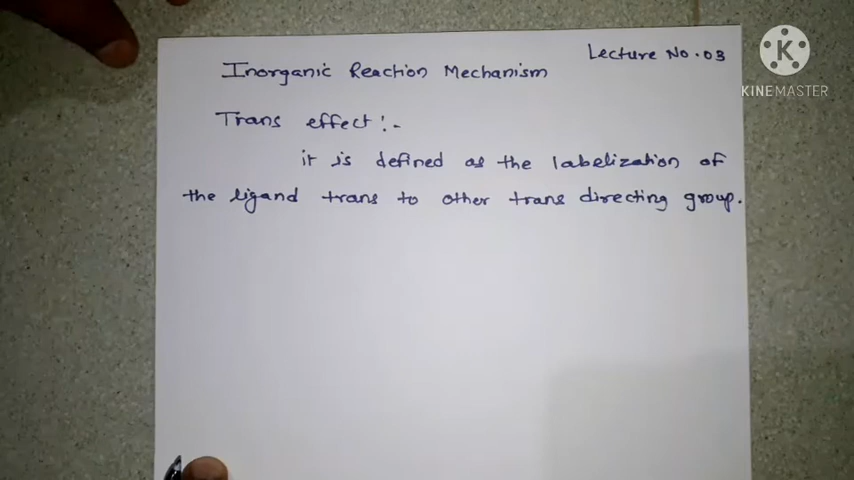 Lecture No. 03
Inorganic Reaction Mechanism
Trans effect :-
it is defined as the labelization of
the ligand trans to other trans directing group.
K
KINEMASTER